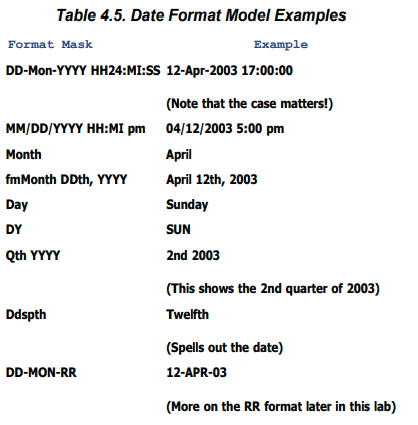 Table 4.5. Date Format Model Examples
Format Mask Example
DD-Mon-YYYY HH24:MI:SS 12-Apr-2003 17:00:00
(Note that the case matters!)
MM/DD/YYYY HH:MI pm 04/12/2003 5:00 pm
Month April
fmMonth DDth, YYYY April 12th, 2003
Day Sunday
DY SUN
Qth YYYY 2nd 2003
(This shows the 2nd quarter of 2003)
Ddspth Twelfth
(Spells out the date)
DD-MON-RR 12-APR-03
(More on the RR format later in this lab)